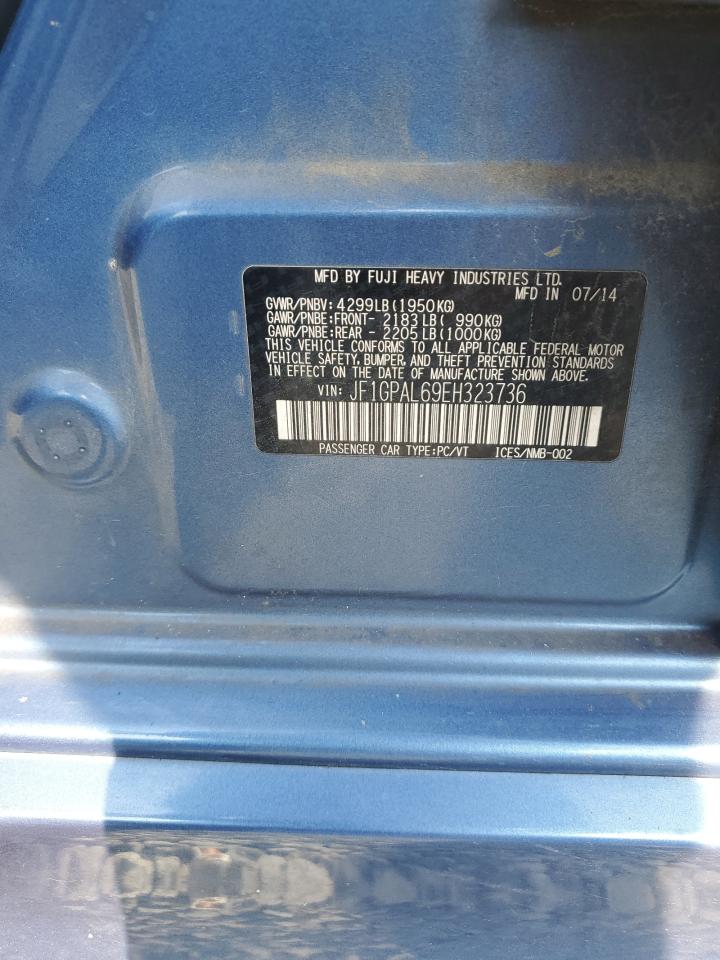 MFD BY FUJI HEAVY INDUSTRIES LTD.
MFD IN 07/14
GVWR/PNBV: 4299LB(1950KG)
GAWR/PNBE:FRONT- 2183LB( 990KG)
GAWR/PNBE:REAR - 2205LB(1000KG)
THIS VEHICLE CONFORMS TO ALL APPLICABLE FEDERAL MOTOR
VEHICLE SAFETY, BUMPER, AND THEFT PREVENTION STANDARDS
IN EFFECT ON THE DATE OF MANUFACTURE SHOWN ABOVE.
VIN: JF1GPAL69EH323736
PASSENGER CAR TYPE:PC/VT ICES/NMB-002